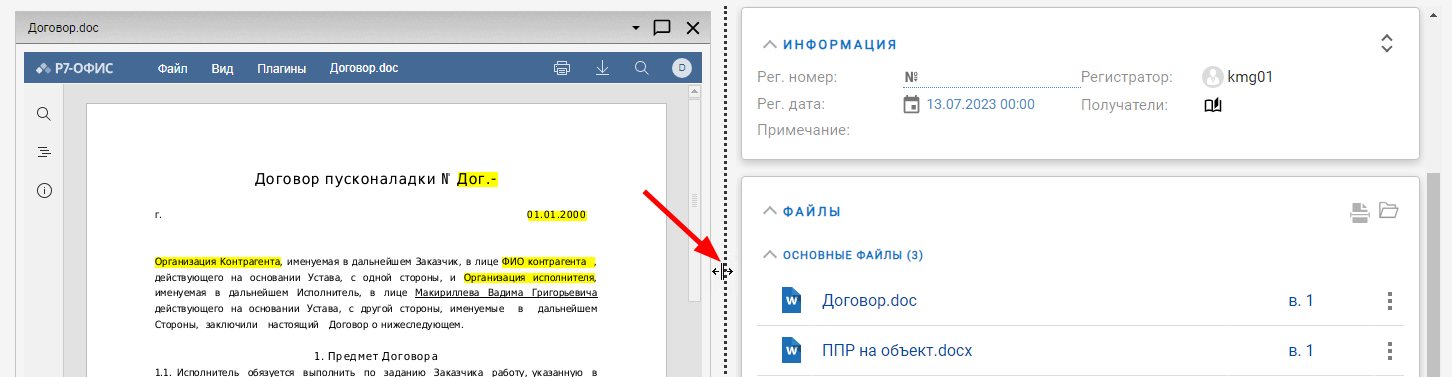 Договор.doc
Р7-ОФИС Файл Вид Плагины Договор.doc D
Договор пусконаладки № Дог.-
г. 01.01.2000
Организация Контрагента, именуемая в дальнейшем Заказчик, в лице ФИО контрагента ,
действующего на основании Устава, с одной стороны, и Организация исполнителя,
именуемая в дальнейшем Исполнитель, в лице Макириллева Вадима Григорьевича
действующего на основании Устава, с другой стороны, именуемые в дальнейшем
Стороны, заключили настоящий Договор о нижеследующем.
1. Предмет Договора
1.1. Исполнитель обязуется выполнить по заданию Заказчика работу, указанную в
ИНФОРМАЦИЯ
Рег. номер: № Регистратор: kmg01
Рег. дата: 13.07.2023 00:00 Получатели:
Примечание:
ФАЙЛЫ
ОСНОВНЫЕ ФАЙЛЫ (3)
W Договор.doc в. 1
W ППР на объект.docx в. 1